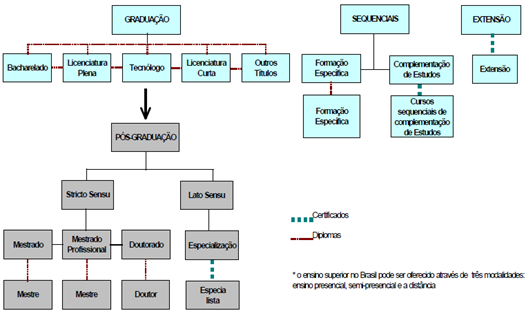 GRADUAÇÃO
SEQUENCIAIS
EXTENSÃO
Bacharelado
Licenciatura
Plena
Tecnólogo
Licenciatura
Curta
Outros
Títulos
Formação
Especifica
Complementação
de Estudos
Extensão
Formação
Especifica
Cursos
sequenciais de
complementação
de Estudos
PÓS-GRADUAÇÃO
Stricto Sensu
Lato Sensu
Mestrado
Mestrado
Profissional
Doutorado
Especialização
Mestre
Mestre
Doutor
Especia
lista
Certificados
Diplomas
* o ensino superior no Brasil pode ser oferecido através de três modalidades:
ensino presencial, semi-presencial e a distância